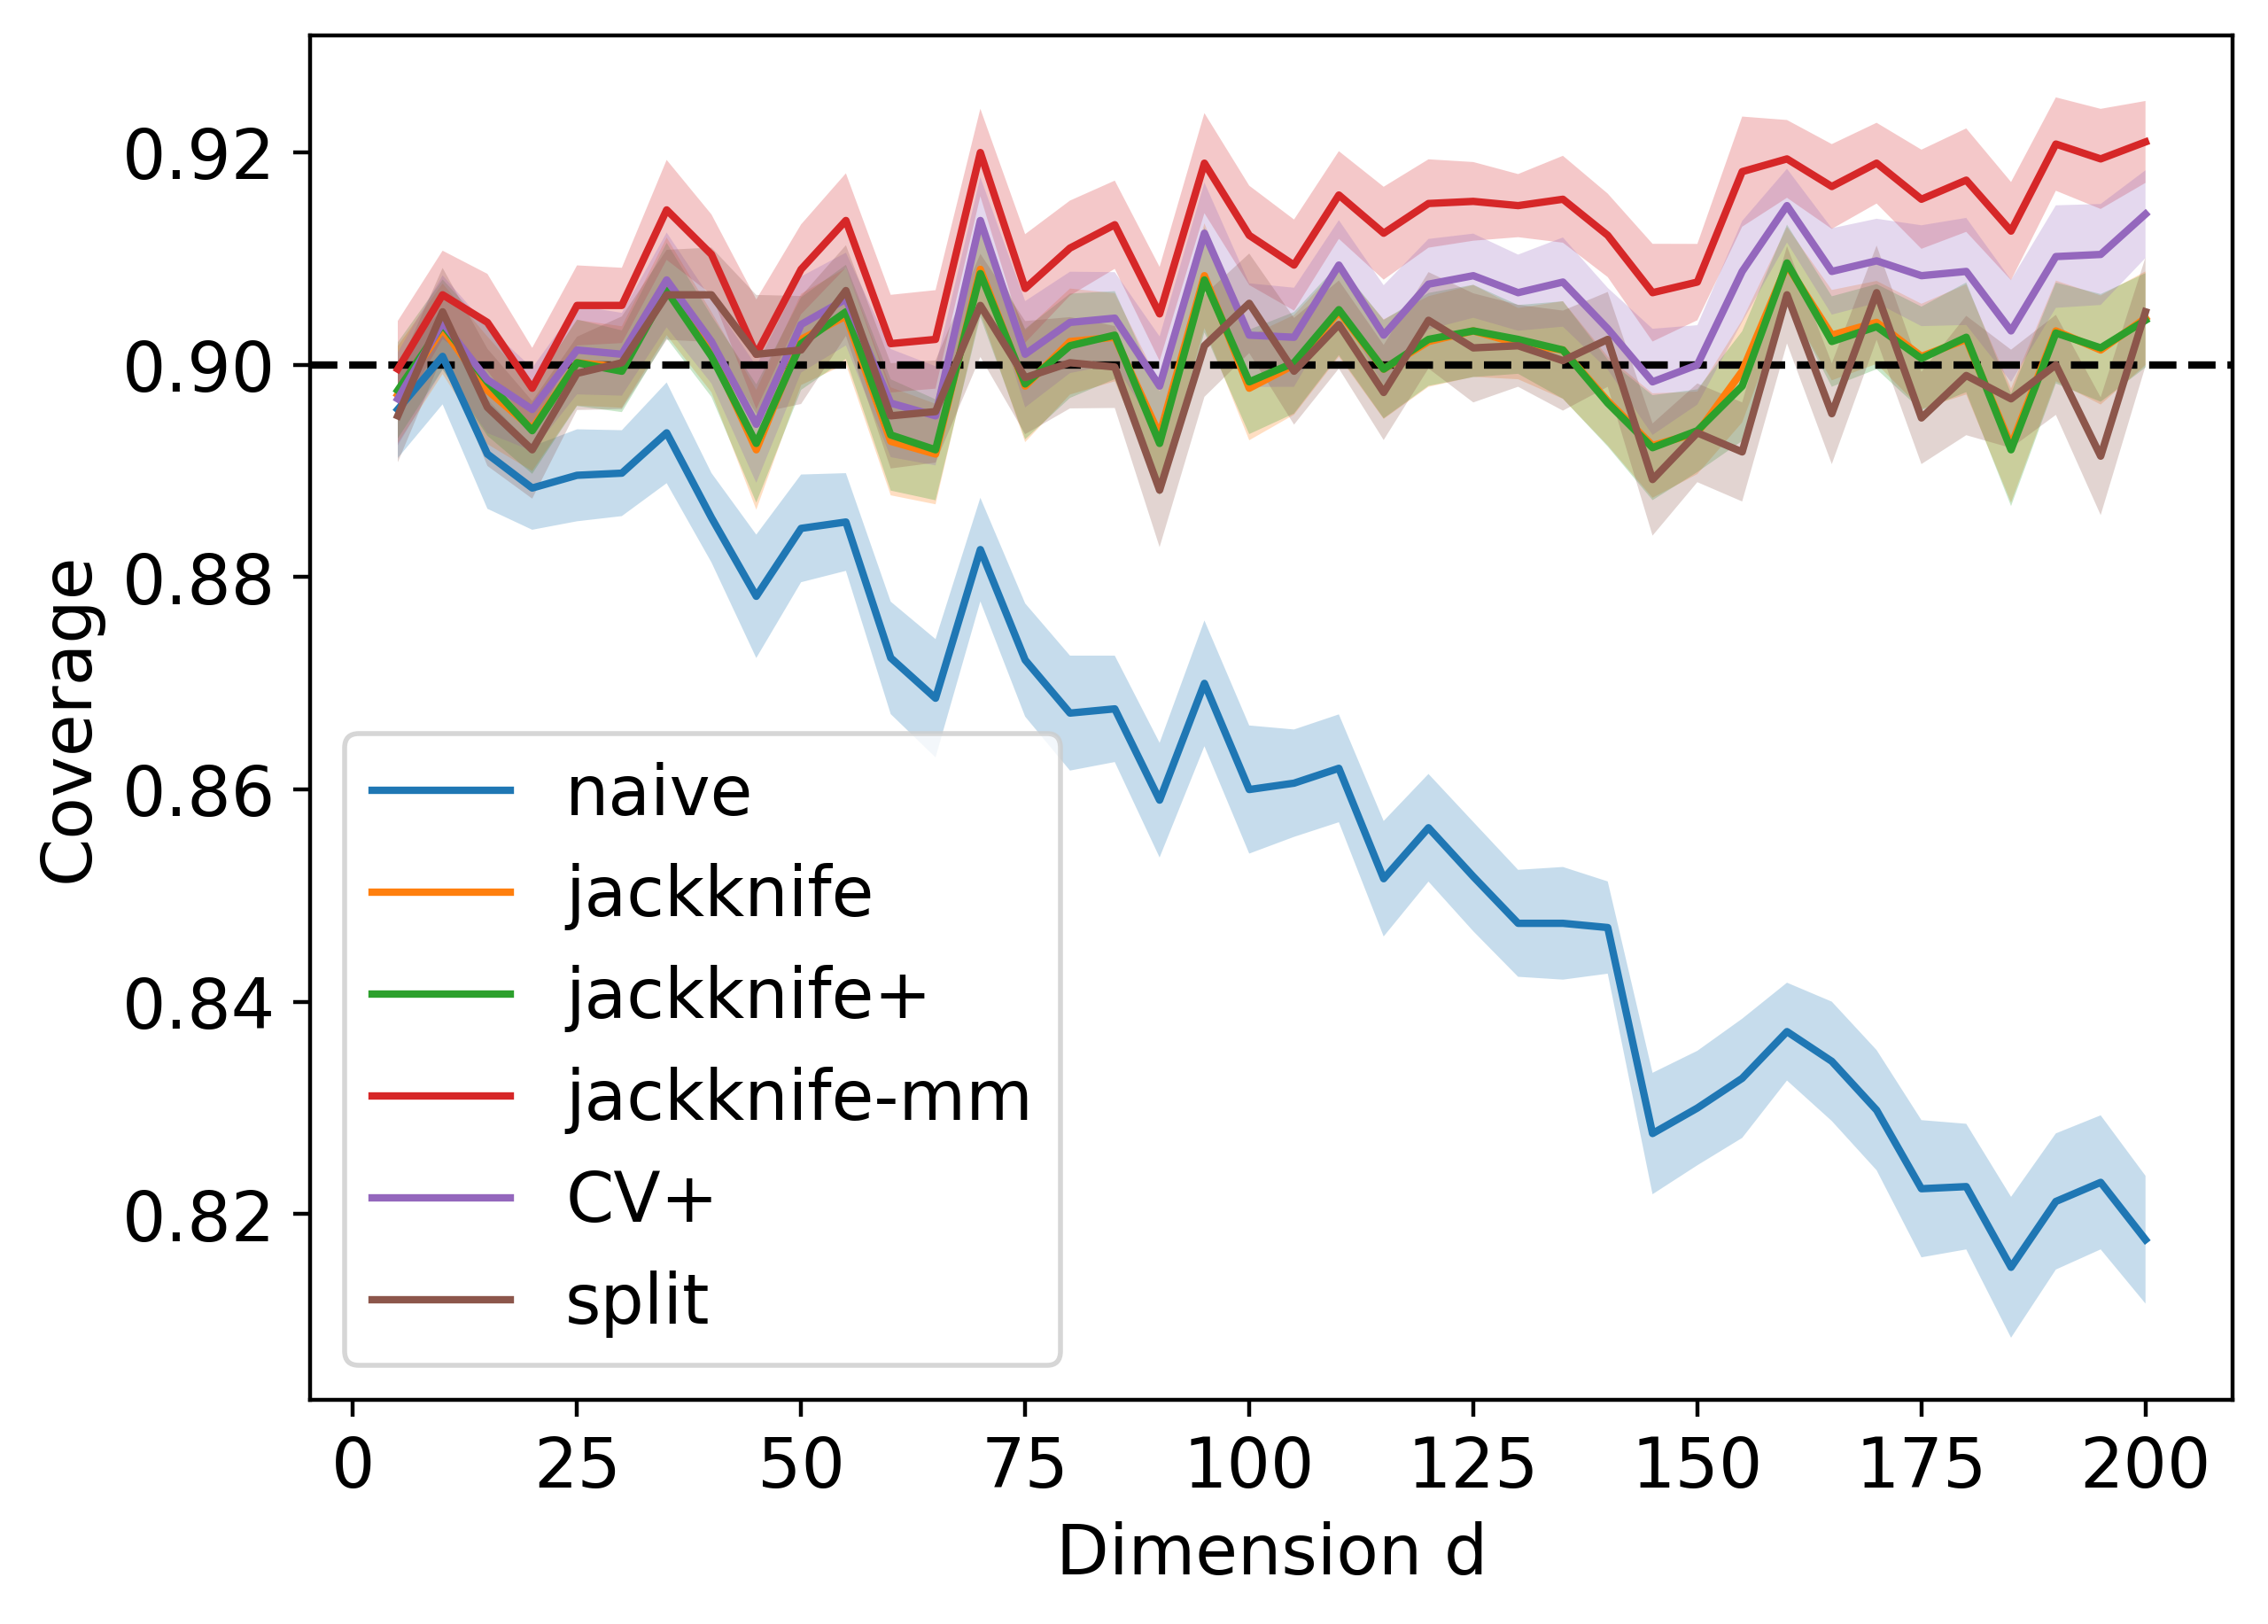 0.92
0.90
0.88
0.86
0.84
0.82
Coverage
naive
jackknife
jackknife+
jackknife-mm
CV+
split
0 25 50 75 100 125 150 175 200
Dimension d